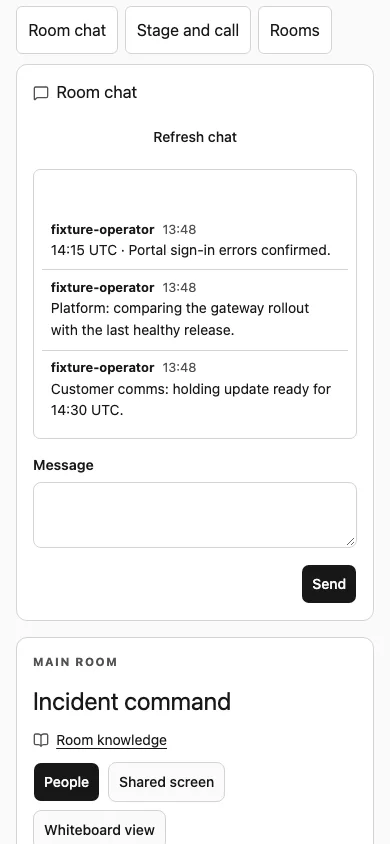 Room chat
Stage and call
Rooms
Room chat
Refresh chat
fixture-operator 13:48
14:15 UTC · Portal sign-in errors confirmed.
fixture-operator 13:48
Platform: comparing the gateway rollout
with the last healthy release.
fixture-operator 13:48
Customer comms: holding update ready for
14:30 UTC.
Message
Send
MAIN ROOM
Incident command
Room knowledge
People
Shared screen
Whiteboard view